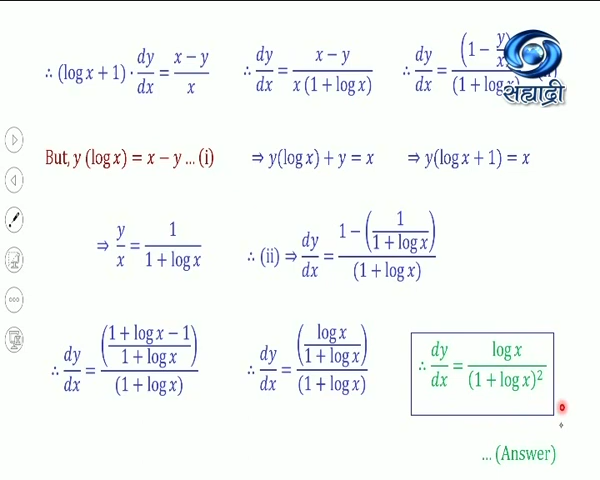 ∴ (log x + 1) · dy/dx = (x − y)/x ∴ dy/dx = (x − y)/(x (1 + log x)) ∴ dy/dx = (1 − y/x)/(1 + log x)
सह्याद्री
But, y (log x) = x − y ... (i) ⇒ y(log x) + y = x ⇒ y(log x + 1) = x
⇒ y/x = 1/(1 + log x) ∴ (ii) ⇒ dy/dx = (1 − (1/(1 + log x)))/(1 + log x)
∴ dy/dx = ((1 + log x − 1)/(1 + log x))/(1 + log x) ∴ dy/dx = (log x/(1 + log x))/(1 + log x) ∴ dy/dx = log x/(1 + log x)²
... (Answer)